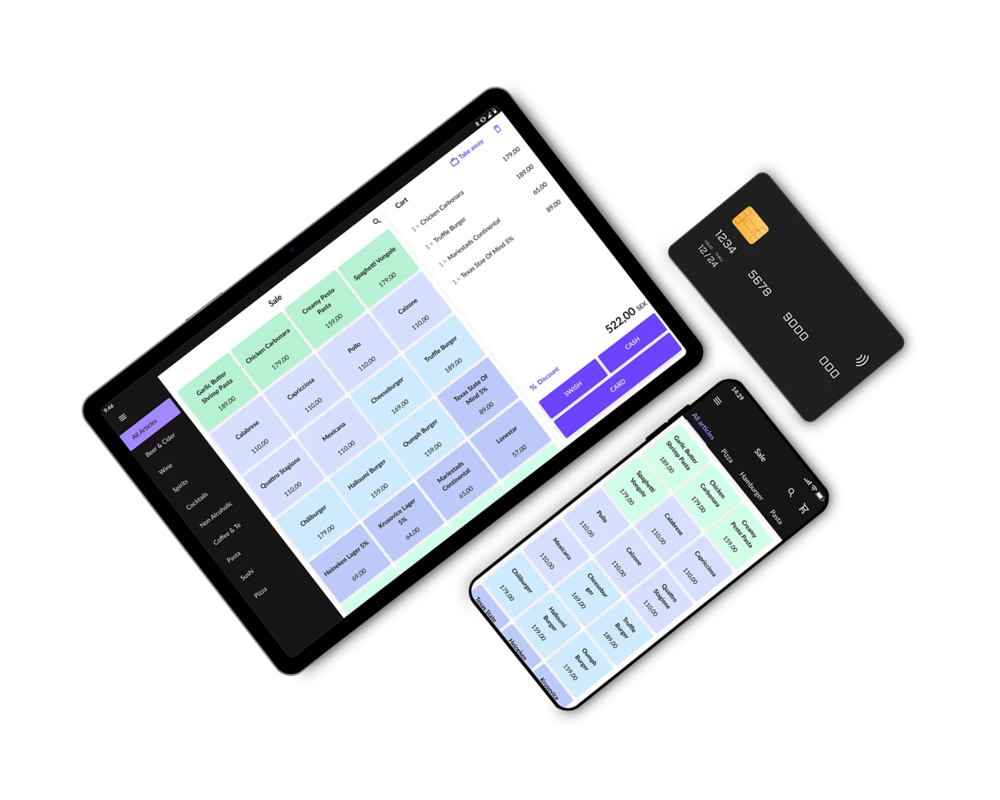 9:46
All Articles
Beer & Cider
Wine
Spirits
Cocktails
Non Alcoholic
Coffee & Te
Pasta
Sushi
Pizza
Sale
Garlic Butter
Shrimp Pasta
189,00
Chicken Carbonara
179,00
Creamy Pesto
Pasta
159,00
Spaghetti Vongole
179,00
Calabrese
110,00
Capricciosa
110,00
Pollo
110,00
Calzone
110,00
Quattro Stagione
110,00
Mexicana
110,00
Cheeseburger
169,00
Truffle Burger
189,00
Chiliburger
179,00
Halloumi Burger
159,00
Oumph Burger
159,00
Texas State Of
Mind 5%
89,00
Heineken Lager 5%
69,00
Krusovice Lager
5%
64,00
Mariestads
Continental
65,00
Lonestar
57,00
Cart
Take away
1 × Chicken Carbonara 179,00
1 × Truffle Burger 189,00
1 × Mariestads Continental 65,00
1 × Texas Stae Of Mind 5% 89,00
522,00 SEK
% Discount
SWISH
CASH
CARD
1234 5678 9000 000
VALID THRU
12/24
14:29
Sale
All articles
Pizza
Hamburger
Pasta
Garlic Butter
Shrimp Pasta
189,00
Chicken
Carbonara
179,00
Creamy
Pesto Pasta
159,00
Spaghetti
Vongole
179,00
Calabrese
110,00
Capricciosa
110,00
Pollo
110,00
Calzone
110,00
Quattro
Stagione
110,00
Mexicana
110,00
Cheesebur
ger
169,00
Truffle
Burger
189,00
Chiliburger
179,00
Halloumi
Burger
159,00
Oumph
Burger
159,00
Texas State
Heineken
Krusovice